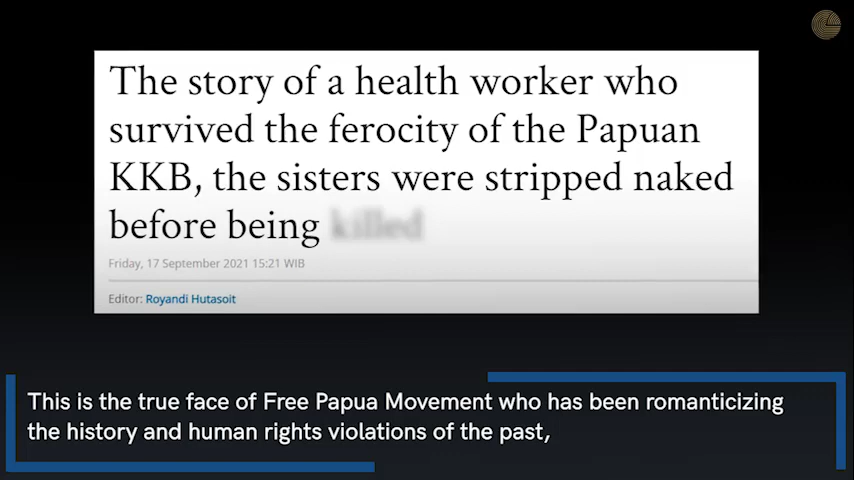 The story of a health worker who
survived the ferocity of the Papuan
KKB, the sisters were stripped naked
before being killed
Friday, 17 September 2021 15:21 WIB
Editor: Royandi Hutasoit
This is the true face of Free Papua Movement who has been romanticizing
the history and human rights violations of the past,